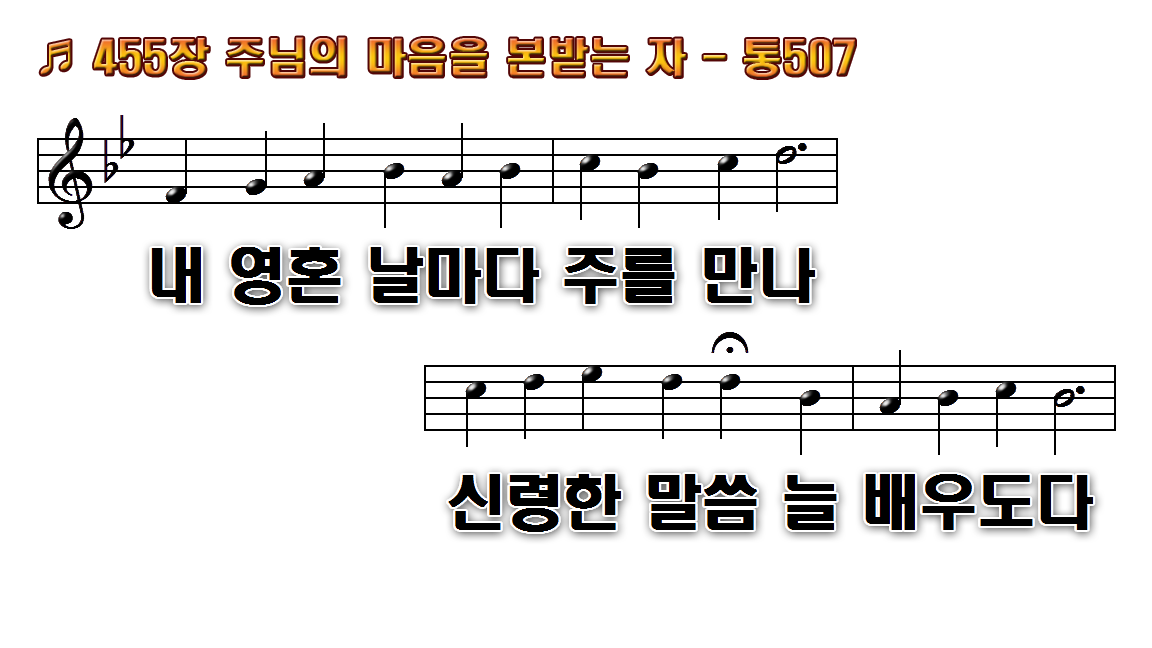 ♬ 455장 주님의 마음을 본받는 자 - 통507
내 영혼 날마다 주를 만나
신령한 말씀 늘 배우도다